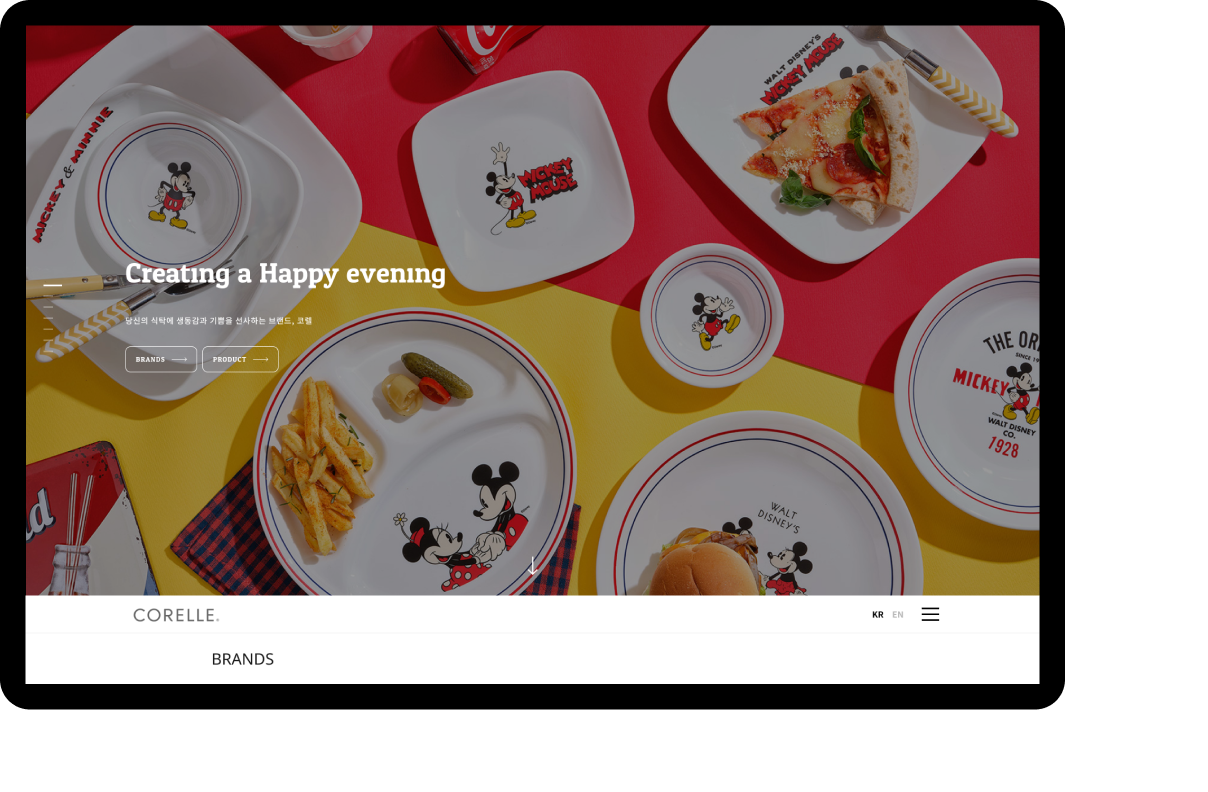 MICKEY & MINNIE
MICKEY MOUSE
WALT DISNEY'S
MICKEY MOUSE
Creating a Happy evening
당신의 식탁에 생동감과 기쁨을 선사하는 브랜드, 코렐
BRANDS
PRODUCT
THE
SINCE
MICKEY
WALT DISNEY
CO.
1928
WALT
DISNEY'S
CORELLE.
KR EN
BRANDS